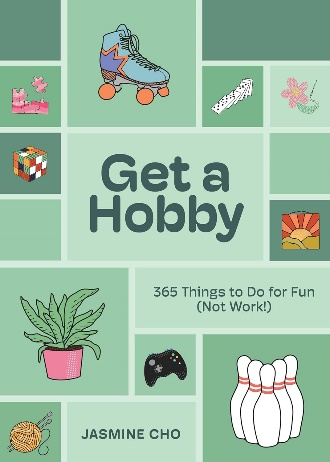 Get a
Hobby
365 Things to Do for Fun
(Not Work!)
JASMINE CHO